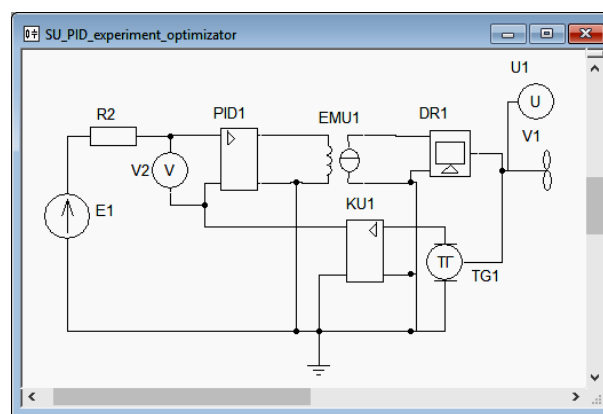 SU_PID_experiment_optimizator
U1
U
R2
PID1
EMU1
DR1
V1
V2
V
E1
KU1
ТГ
TG1